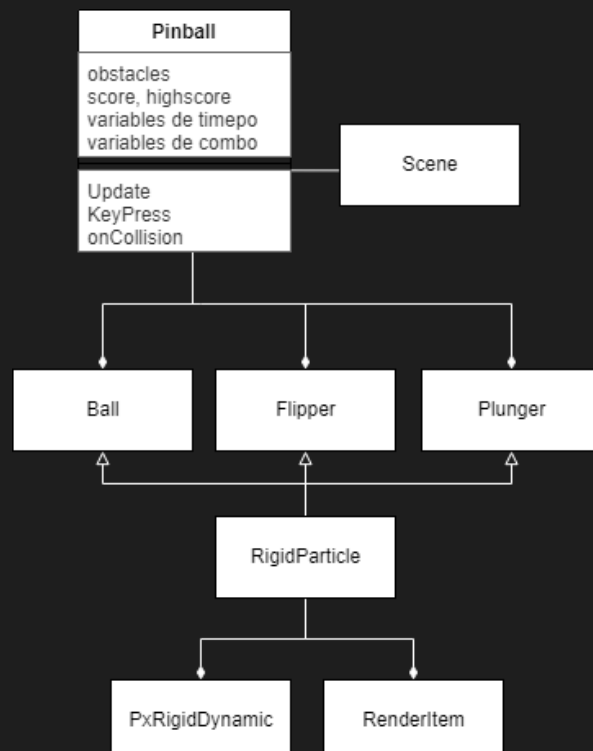 Pinball
obstacles
score, highscore
variables de timepo
variables de combo
Scene
Update
KeyPress
onCollision
Ball
Flipper
Plunger
RigidParticle
PxRigidDynamic
RenderItem